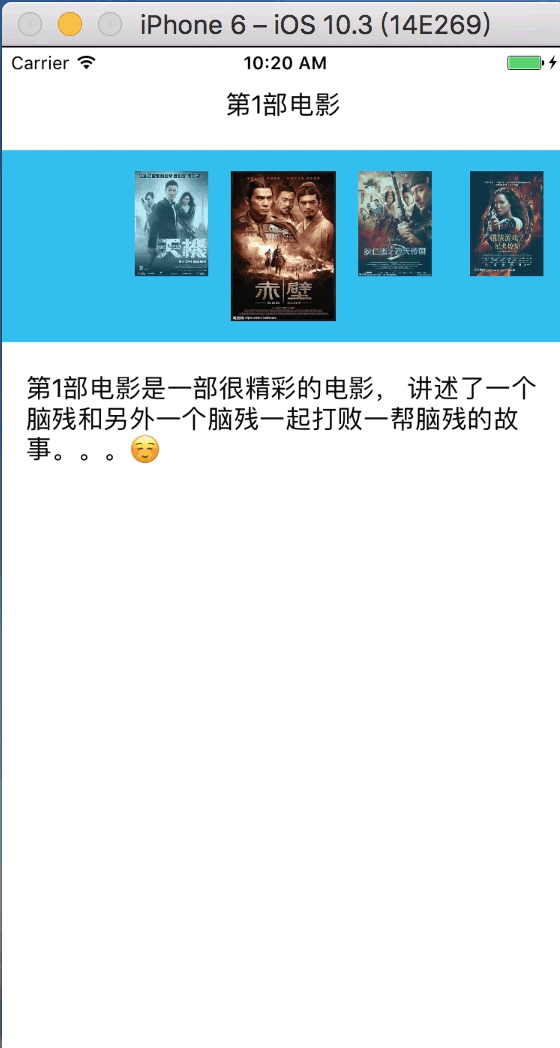 iPhone 6 – iOS 10.3 (14E269)
Carrier 10:20 AM
第1部电影
天機
赤壁
第1部电影是一部很精彩的电影， 讲述了一个
脑残和另外一个脑残一起打败一帮脑残的故
事。。。☺️